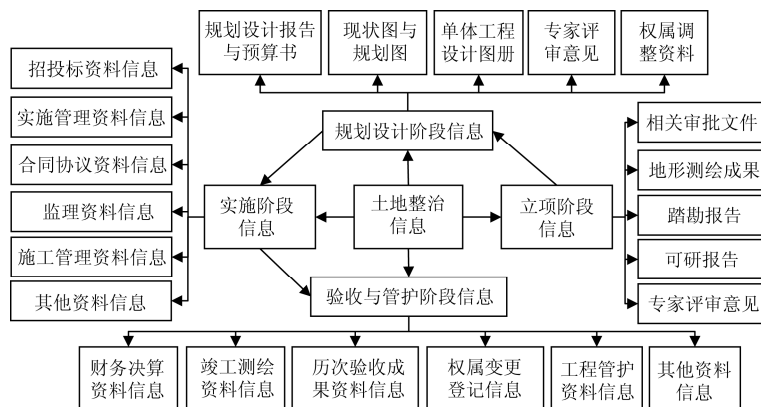 规划设计报告
与预算书
现状图与
规划图
单体工程
设计图册
专家评
审意见
权属调
整资料
招投标资料信息
实施管理资料信息
合同协议资料信息
监理资料信息
施工管理资料信息
其他资料信息
规划设计阶段信息
实施阶段
信息
土地整治
信息
立项阶段
信息
验收与管护阶段信息
相关审批文件
地形测绘成果
踏勘报告
可研报告
专家评审意见
财务决算
资料信息
竣工测绘
资料信息
历次验收成
果资料信息
权属变更
登记信息
工程管护
资料信息
其他资料
信息